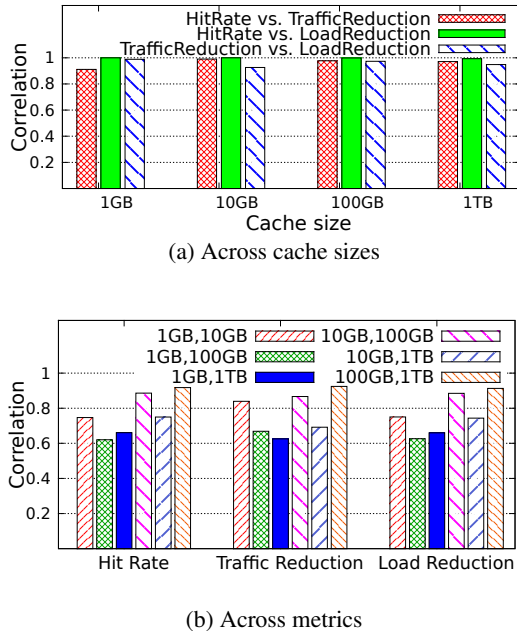 HitRate vs. TrafficReduction
HitRate vs. LoadReduction
TrafficReduction vs. LoadReduction
1
0.8
0.6
0.4
0.2
Correlation
1GB 10GB 100GB 1TB
Cache size
(a) Across cache sizes
1GB,10GB 10GB,100GB
1GB,100GB 10GB,1TB
1GB,1TB 100GB,1TB
1
0.8
0.6
0.4
0.2
Correlation
Hit Rate Traffic Reduction Load Reduction
(b) Across metrics